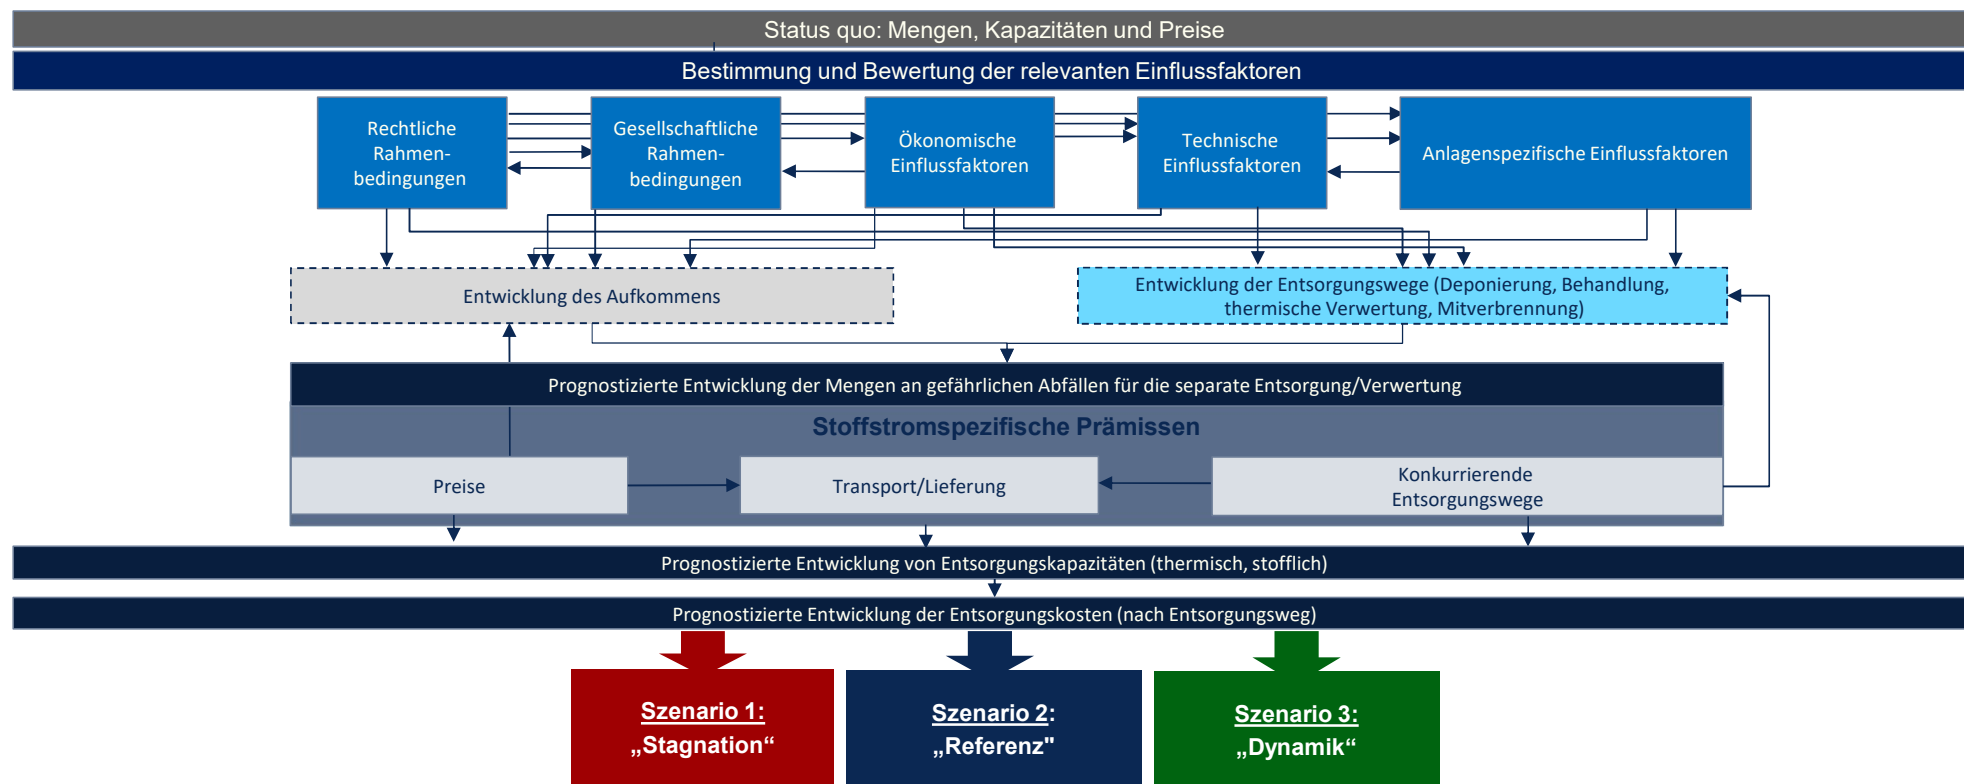 Status quo: Mengen, Kapazitäten und Preise
Bestimmung und Bewertung der relevanten Einflussfaktoren
Rechtliche
Rahmen-
bedingungen
Gesellschaftliche
Rahmen-
bedingungen
Ökonomische
Einflussfaktoren
Technische
Einflussfaktoren
Anlagenspezifische Einflussfaktoren
Entwicklung des Aufkommens
Entwicklung der Entsorgungswege (Deponierung, Behandlung,
thermische Verwertung, Mitverbrennung)
Prognostizierte Entwicklung der Mengen an gefährlichen Abfällen für die separate Entsorgung/Verwertung
Stoffstromspezifische Prämissen
Preise
Transport/Lieferung
Konkurrierende
Entsorgungswege
Prognostizierte Entwicklung von Entsorgungskapazitäten (thermisch, stofflich)
Prognostizierte Entwicklung der Entsorgungskosten (nach Entsorgungsweg)
Szenario 1:
„Stagnation“
Szenario 2:
„Referenz"
Szenario 3:
„Dynamik“